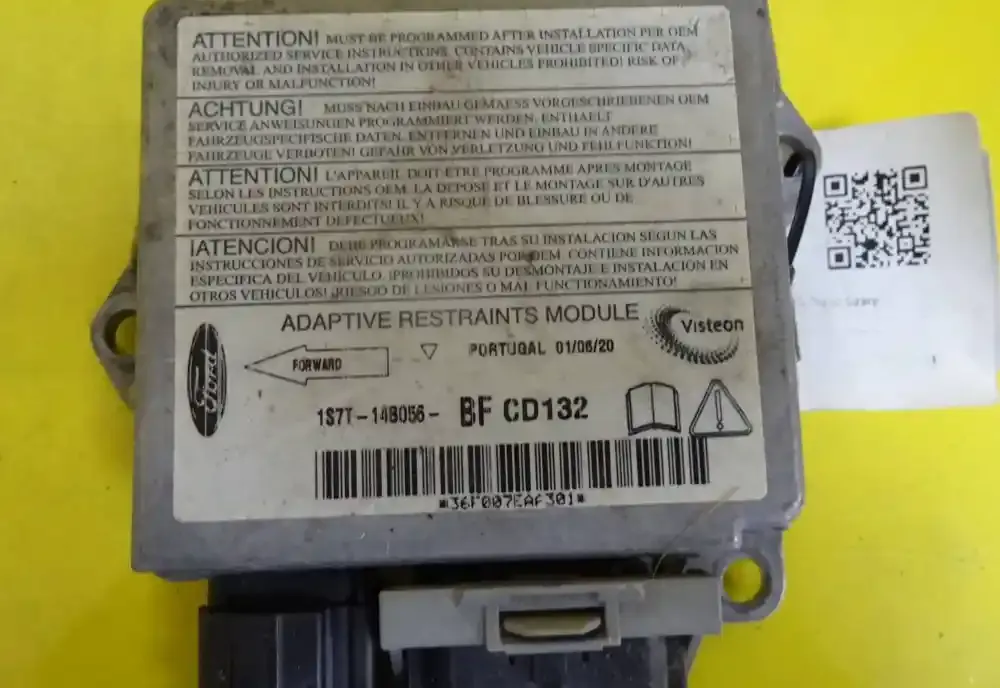 ATTENTION! MUST BE PROGRAMMED AFTER INSTALLATION PER OEM
AUTHORIZED SERVICE INSTRUCTIONS. CONTAINS VEHICLE SPECIFIC DATA.
REMOVAL AND INSTALLATION IN OTHER VEHICLES PROHIBITED! RISK OF
INJURY OR MALFUNCTION!
ACHTUNG! MUSS NACH EINBAU GEMAESS VORGESCHRIEBENEN OEM
SERVICE ANWEISUNGEN PROGRAMMIERT WERDEN. ENTHAELT
FAHRZEUGSPEZIFISCHE DATEN. ENTFERNEN UND EINBAU IN ANDERE
FAHRZEUGE VERBOTEN! GEFAHR VON VERLETZUNG UND FEHLFUNKTION!
ATTENTION! L'APPAREIL DOIT ÊTRE PROGRAMME APRES MONTAGE
SELON LES INSTRUCTIONS OEM. LA DEPOSE ET LE MONTAGE SUR D'AUTRES
VEHICULES SONT INTERDITS! IL Y A RISQUE DE BLESSURE OU DE
FONCTIONNEMENT DEFECTUEUX!
¡ATENCION! DEBE PROGRAMARSE TRAS SU INSTALACION SEGUN LAS
INSTRUCCIONES DE SERVICIO AUTORIZADAS POR OEM. CONTIENE INFORMACION
ESPECIFICA DEL VEHICULO. ¡PROHIBIDOS SU DESMONTAJE E INSTALACION EN
OTROS VEHICULOS! ¡RIESGO DE LESIONES O MAL FUNCIONAMIENTO!
ADAPTIVE RESTRAINTS MODULE
Visteon
Ford
FORWARD
PORTUGAL 01/06/20
1S7T-14B056- BF CD132
*36F007EAF301*